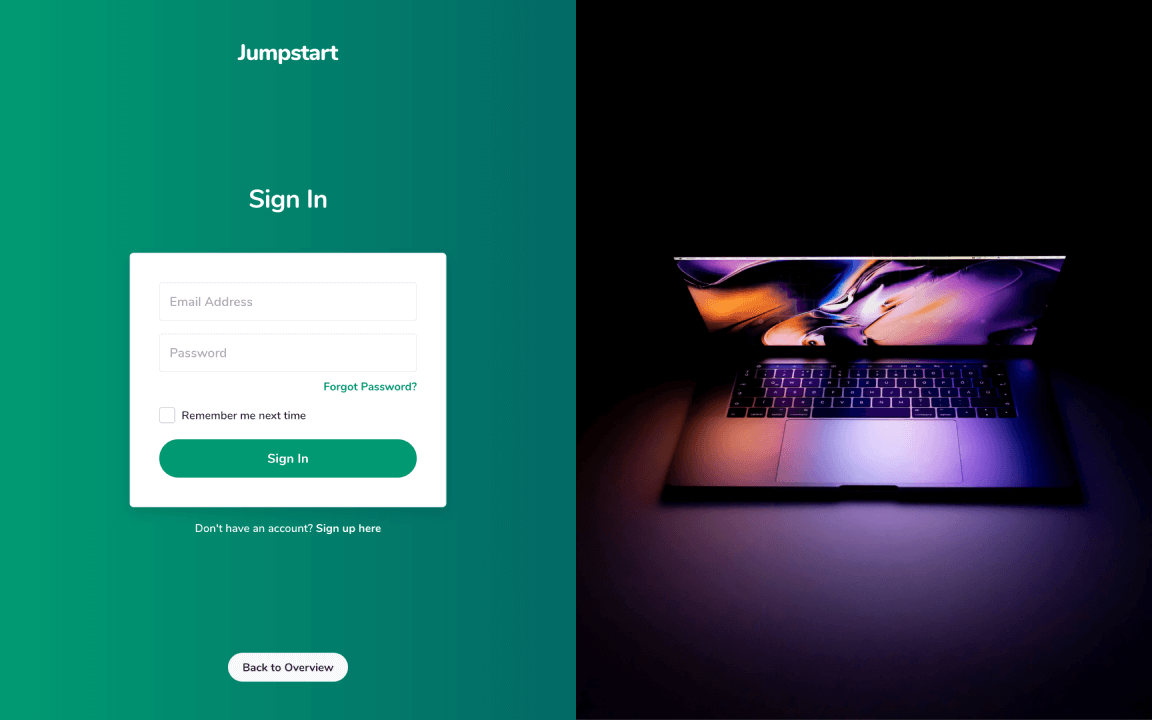 Jumpstart
Sign In
Email Address
Password
Forgot Password?
Remember me next time
Sign In
Don't have an account? Sign up here
Back to Overview